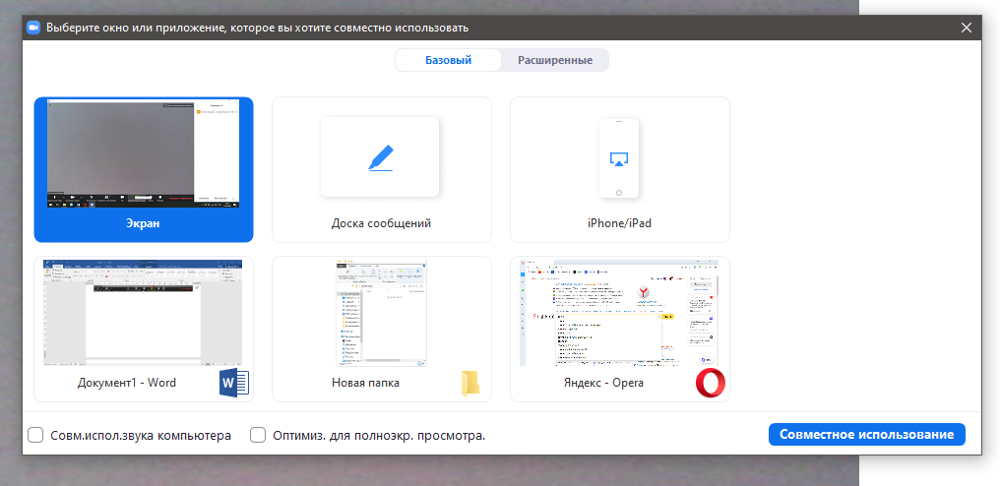 Выберите окно или приложение, которое вы хотите совместно использовать
Базовый Расширенные
Экран
Доска сообщений
iPhone/iPad
Документ1 - Word
Новая папка
Яндекс - Opera
Совм.испол.звука компьютера
Оптимиз. для полноэкр. просмотра.
Совместное использование